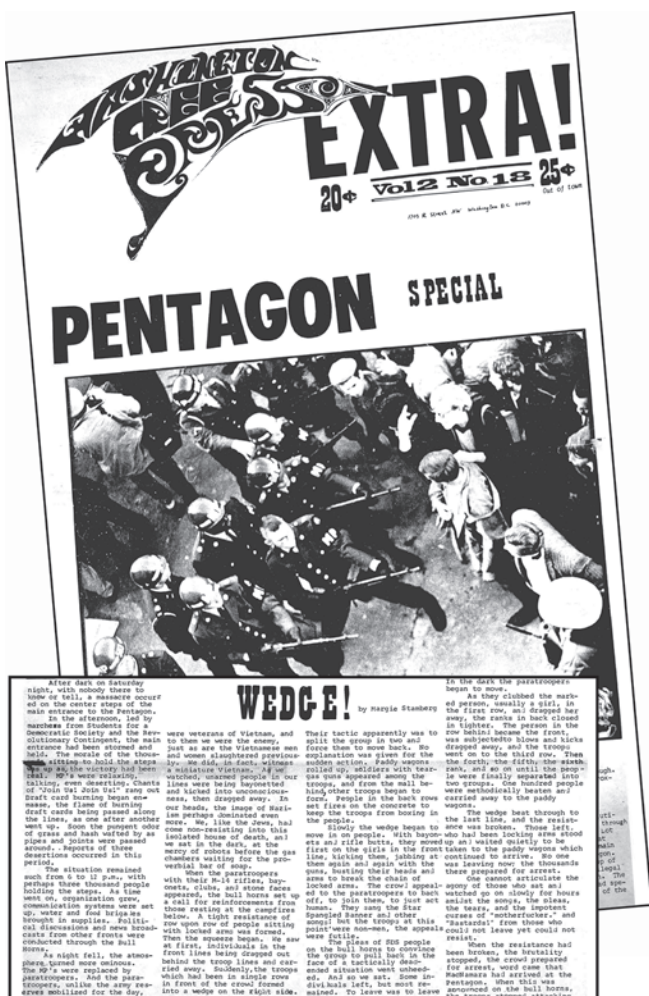 WASHINGTON
FREE
PRESS
EXTRA!
20¢
Vol2 No.18
25¢
Out of town
PENTAGON
SPECIAL
WEDGE!
by Margie Stamberg
After dark on Saturday
night, with nobody there to
know or tell, a massacre occur
ed on the center steps of the
main entrance to the Pentagon.
In the afternoon, led by
marchers from Students for a
Democratic Society and the Rev-
olutionary Contingent, the main
entrance had been stormed and
held. The morale of the thous-
sitting to hold the steps
the victory had been
real. MP's were relaxing,
talking, even deserting. Chants
of "Join Us! Join Us!" rang out
Draft card burning began en
masse, the flame of burning
draft cards being passed along
the lines, as one after another
went up. Soon the pungent odor
of grass and hash wafted by as
pipes and joints were passed
around. Reports of three
desertions occurred in this
period.
The situation remained
such from 6 to 12 p.m., with
perhaps three thousand people
holding the steps. As time
went on, organization grew,
communication systems were set
up, water and food brigades
brought in supplies. Politi-
cal discussions and news broad-
casts from other fronts were
conducted through the Bull
Horns.
As night fell, the atmos-
phere turned more ominous.
The MP's were replaced by
paratroopers. And the para-
troopers, unlike the army res-
erves mobilized for the day,
were veterans of Vietnam, and
to them we were the enemy,
just as are the Vietnamese men
and women slaughtered previous-
ly. We did, in fact, witness
a miniature Vietnam. As we
watched, unarmed people in our
lines were being bayonetted
and kicked into unconscious-
ness, then dragged away. In
our heads, the image of Nazi-
ism perhaps dominated even
more. We, like the Jews, had
come non-resisting into this
isolated house of death, and
we sat in the dark, at the
mercy of robots before the gas
chambers waiting for the pro-
verbial bar of soap.
When the paratroopers
with their M-14 rifles, bay-
onets, clubs, and stone faces
appeared, the bull horns set up
a call for reinforcements from
those resting at the campfires
below. A tight resistance of
row upon row of people sitting
with locked arms was formed.
Then the squeeze began. We saw
at first, individuals in the
front lines being dragged out
behind the troop lines and car-
ried away. Suddenly, the troops
which had been in single rows
in front of the crowd formed
into a wedge on the right side.
Their tactic apparently was to
split the group in two and
force them to move back. No
explanation was given for the
sudden action. Paddy wagons
rolled up, soldiers with tear-
gas guns appeared among the
troops, and from the mall be-
hind, other troops began to
form. People in the back rows
set fires on the concrete to
keep the troops from boxing in
the people.
Slowly the wedge began to
move in on people. With bayon-
ets and rifle butts, they moved
first on the girls in the front
line, kicking them, jabbing at
them again and again with the
guns, busting their heads and
arms to break the chain of
locked arms. The crowd appeal-
ed to the paratroopers to back
off, to join them, to just act
human. They sang the Star
Spangled Banner and other
songs: but the troops at this
point were non-men, the appeals
were futile.
The pleas of SDS people
on the bull horns to convince
the group to pull back in the
face of a tactically dead-
ended situation went unheed-
ed. And so we sat. Some in-
dividuals left, but most re-
mained. To leave was to leave
In the dark the paratroopers
began to move.
As they clubbed the mark-
ed person, usually a girl, in
the first row, and dragged her
away, the ranks in back closed
in tighter. The person in the
row behind became the front,
was subjected to blows and kicks
dragged away, and the troops
went on to the third row. Then
the forth, the fifth, the sixth
rank, and so on until the peop-
le were finally separated into
two groups. One hundred people
were methodically beaten and
carried away to the paddy
wagons.
The wedge beat through to
the last line, and the resist-
ence was broken. Those left,
who had been locking arms stood
up and waited quietly to be
taken to the paddy wagons which
continued to arrive. No one
was leaving now, the thousands
there prepared for arrest.
One cannot articulate the
agony of those who sat and
watched go on slowly for hours
amidst the songs, the pleas,
the tears, and the impotent
curses of "motherfucker," and
"Bastards" from those who
could not leave yet could not
resist.
When the resistance had
been broken, the brutality
stopped, the crowd prepared
for arrest, word came that
MacNamara had arrived at the
Pentagon. When this was
announced on the bull horns,